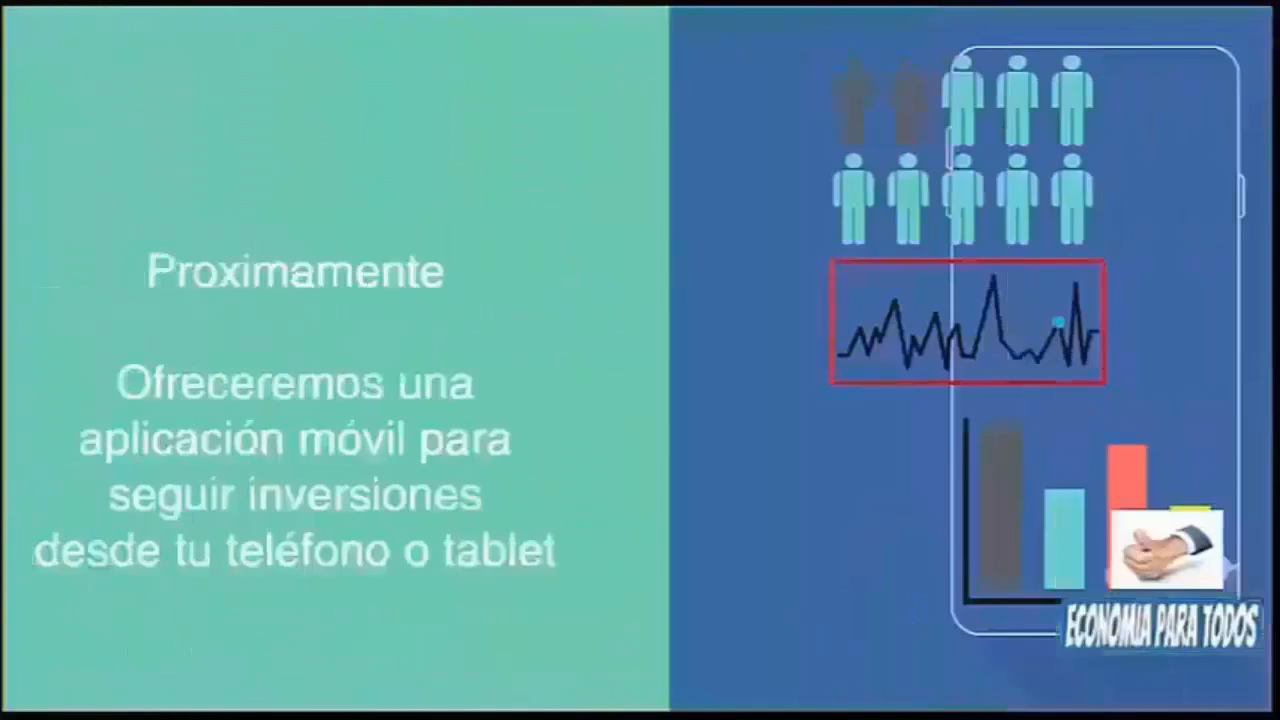 Proximamente
Ofreceremos una
aplicación móvil para
seguir inversiones
desde tu teléfono o tablet
ECONOMIA PARA TODOS